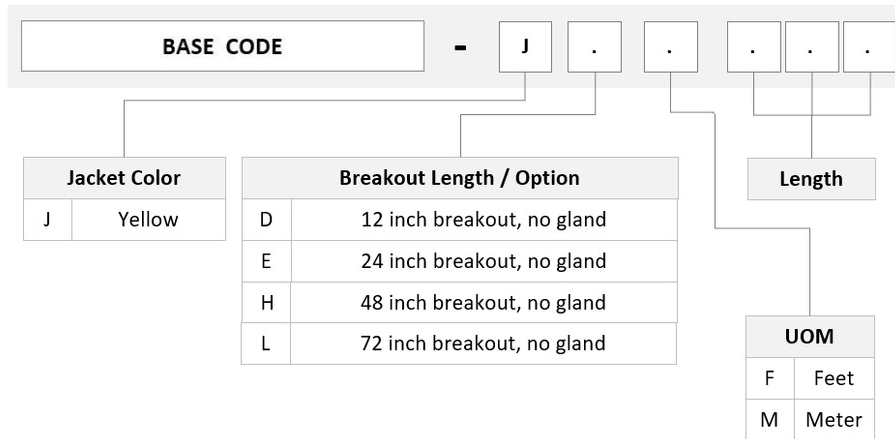 BASE CODE - J . . . . .
Jacket Color
J Yellow
Breakout Length / Option
D 12 inch breakout, no gland
E 24 inch breakout, no gland
H 48 inch breakout, no gland
L 72 inch breakout, no gland
Length
UOM
F Feet
M Meter